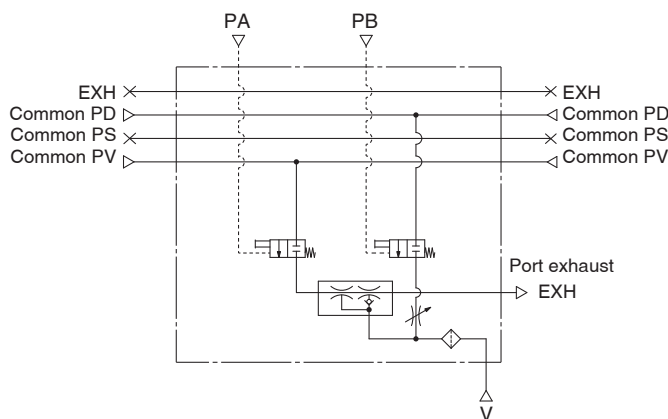 PA PB
EXH EXH
Common PD Common PD
Common PS Common PS
Common PV Common PV
Port exhaust
EXH
V